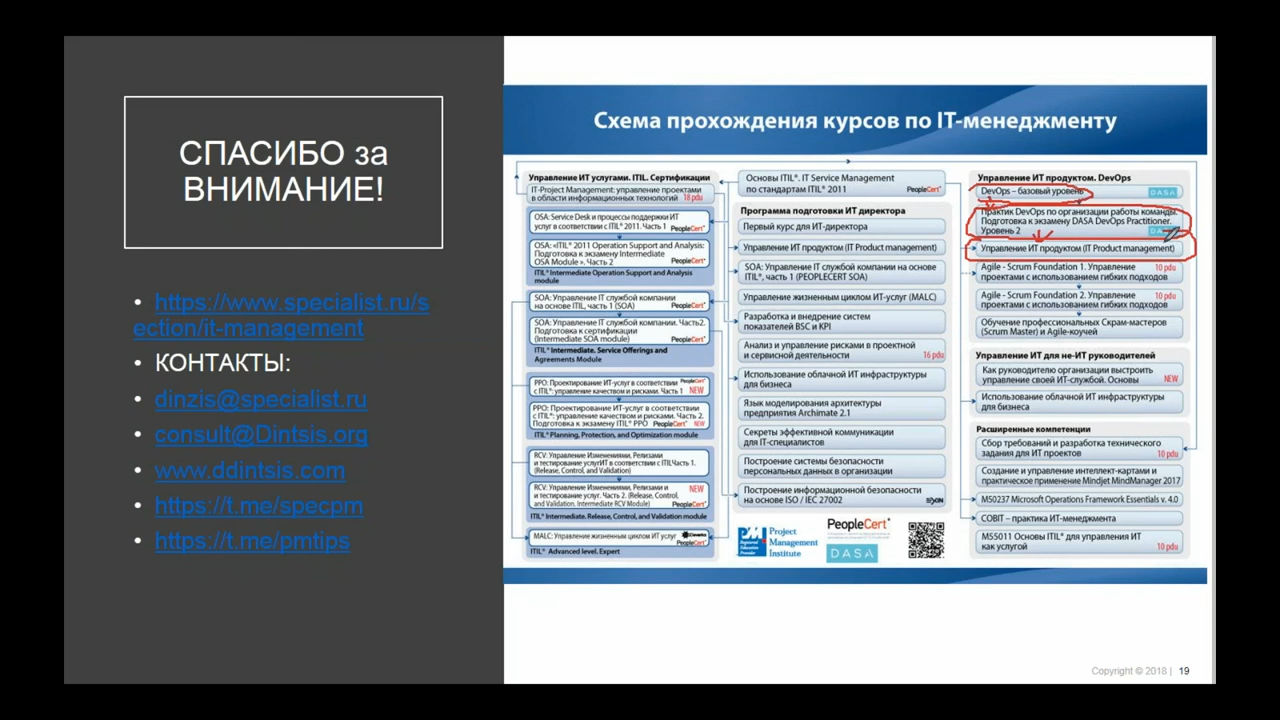 СПАСИБО за
ВНИМАНИЕ!
• https://www.specialist.ru/s
ection/it-management
• КОНТАКТЫ:
• dinzis@specialist.ru
• consult@Dintsis.org
• www.ddintsis.com
• https://t.me/specpm
• https://t.me/pmtips
Схема прохождения курсов по IT-менеджменту
Управление ИТ услугами. ITIL. Сертификации
IT-Project Management: управление проектами
в области информационных технологий 18 pdu
OSA: Service Desk и процессы поддержки ИТ
услуг в соответствии с ITIL® 2011. Часть 1 PeopleCert
OSA: «ITIL® 2011 Operation Support and Analysis:
Подготовка к экзамену Intermediate
OSA Module ». Часть 2 PeopleCert
ITIL® Intermediate Operation Support and Analysis
module
SOA: Управление IT службой компании
на основе ITIL, часть 1 (SOA) PeopleCert
SOA: Управление IT службой компании. Часть2.
Подготовка к сертификации
(Intermediate SOA module) PeopleCert
ITIL® Intermediate. Service Offerings and
Agreements Module
PPO: Проектирование ИТ-услуг в соответствии PeopleCert
с ITIL®: управление качеством и рисками. Часть 1 NEW
PPO: Проектирование ИТ-услуг в соответствии
с ITIL®: управление качеством и рисками. Часть 2.
Подготовка к экзамену ITIL® PPO PeopleCert NEW
ITIL® Planning, Protection, and Optimization module
RCV: Управление Изменениями, Релизами
и тестирование услугИТ в соответствии с ITILЧасть 1.
(Release, Control, and Validation)
RCV: Управление Изменениями, Релизами NEW
и тестирование услуг. Часть 2. (Release, Control,
and Validation. Intermediate RCV Module) PeopleCert
ITIL® Intermediate. Release, Control, and Validation module
MALC: Управление жизненным циклом ИТ услуг
PeopleCert
ITIL® Advanced level. Expert
Основы ITIL®. IT Service Management
по стандартам ITIL® 2011 PeopleCert
Программа подготовки ИТ директора
Первый курс для ИТ-директора
Управление ИТ продуктом (IT Product management)
SOA: Управление IT службой компании на основе
ITIL®, часть 1 (PEOPLECERT SOA)
Управление жизненным циклом ИТ-услуг (MALC)
Разработка и внедрение систем
показателей BSC и KPI
Анализ и управление рисками в проектной
и сервисной деятельности 16 pdu
Использование облачной ИТ инфраструктуры
для бизнеса
Язык моделирования архитектуры
предприятия Archimate 2.1
Секреты эффективной коммуникации
для IT-специалистов
Построение системы безопасности
персональных данных в организации
Построение информационной безопасности
на основе ISO / IEC 27002 EXIN
Project
Management
Institute
PeopleCert
DASA
Управление ИТ продуктом. DevOps
DevOps – базовый уровень DASA
Практик DevOps по организации работы команды.
Подготовка к экзамену DASA DevOps Practitioner.
Уровень 2
Управление ИТ продуктом (IT Product management)
Agile - Scrum Foundation 1. Управление 10 pdu
проектами с использованием гибких подходов
Agile - Scrum Foundation 2. Управление 10 pdu
проектами с использованием гибких подходов
Обучение профессиональных Скрам-мастеров
(Scrum Master) и Agile-коучей
Управление ИТ для не-ИТ руководителей
Как руководителю организации выстроить
управление своей ИТ-службой. Основы NEW
Использование облачной ИТ инфраструктуры
для бизнеса
Расширенные компетенции
Сбор требований и разработка технического
задания для ИТ проектов 10 pdu
Создание и управление интеллект-картами и
практическое применение Mindjet MindManager 2017
M50237 Microsoft Operations Framework Essentials v. 4.0
COBIT – практика ИТ-менеджмента
M55011 Основы ITIL® для управления ИТ
как услугой 10 pdu
Copyright © 2018 | 19